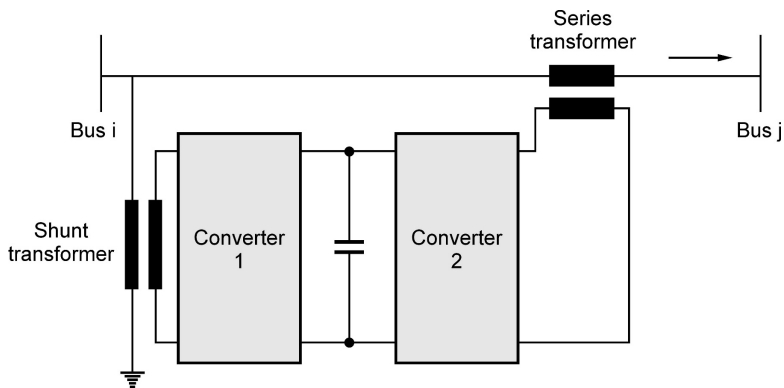 Series
transformer
Bus i
Bus j
Shunt
transformer
Converter
1
Converter
2